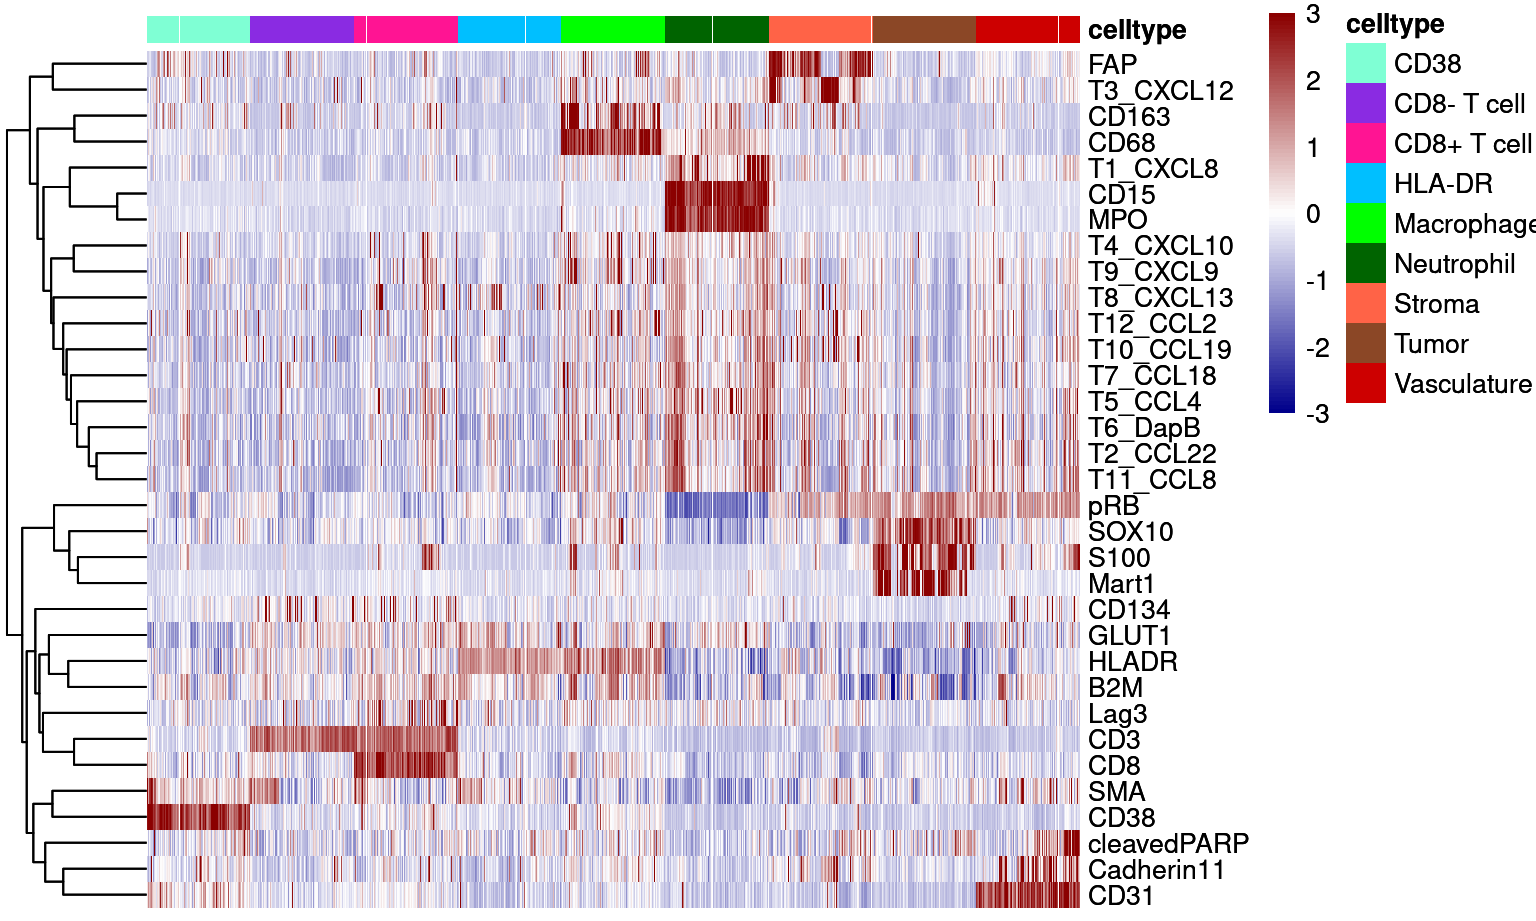 celltype
FAP
T3_CXCL12
CD163
CD68
T1_CXCL8
CD15
MPO
T4_CXCL10
T9_CXCL9
T8_CXCL13
T12_CCL2
T10_CCL19
T7_CCL18
T5_CCL4
T6_DapB
T2_CCL22
T11_CCL8
pRB
SOX10
S100
Mart1
CD134
GLUT1
HLADR
B2M
Lag3
CD3
CD8
SMA
CD38
cleavedPARP
Cadherin11
CD31
3
2
1
0
-1
-2
-3
celltype
CD38
CD8- T cell
CD8+ T cell
HLA-DR
Macrophage
Neutrophil
Stroma
Tumor
Vasculature